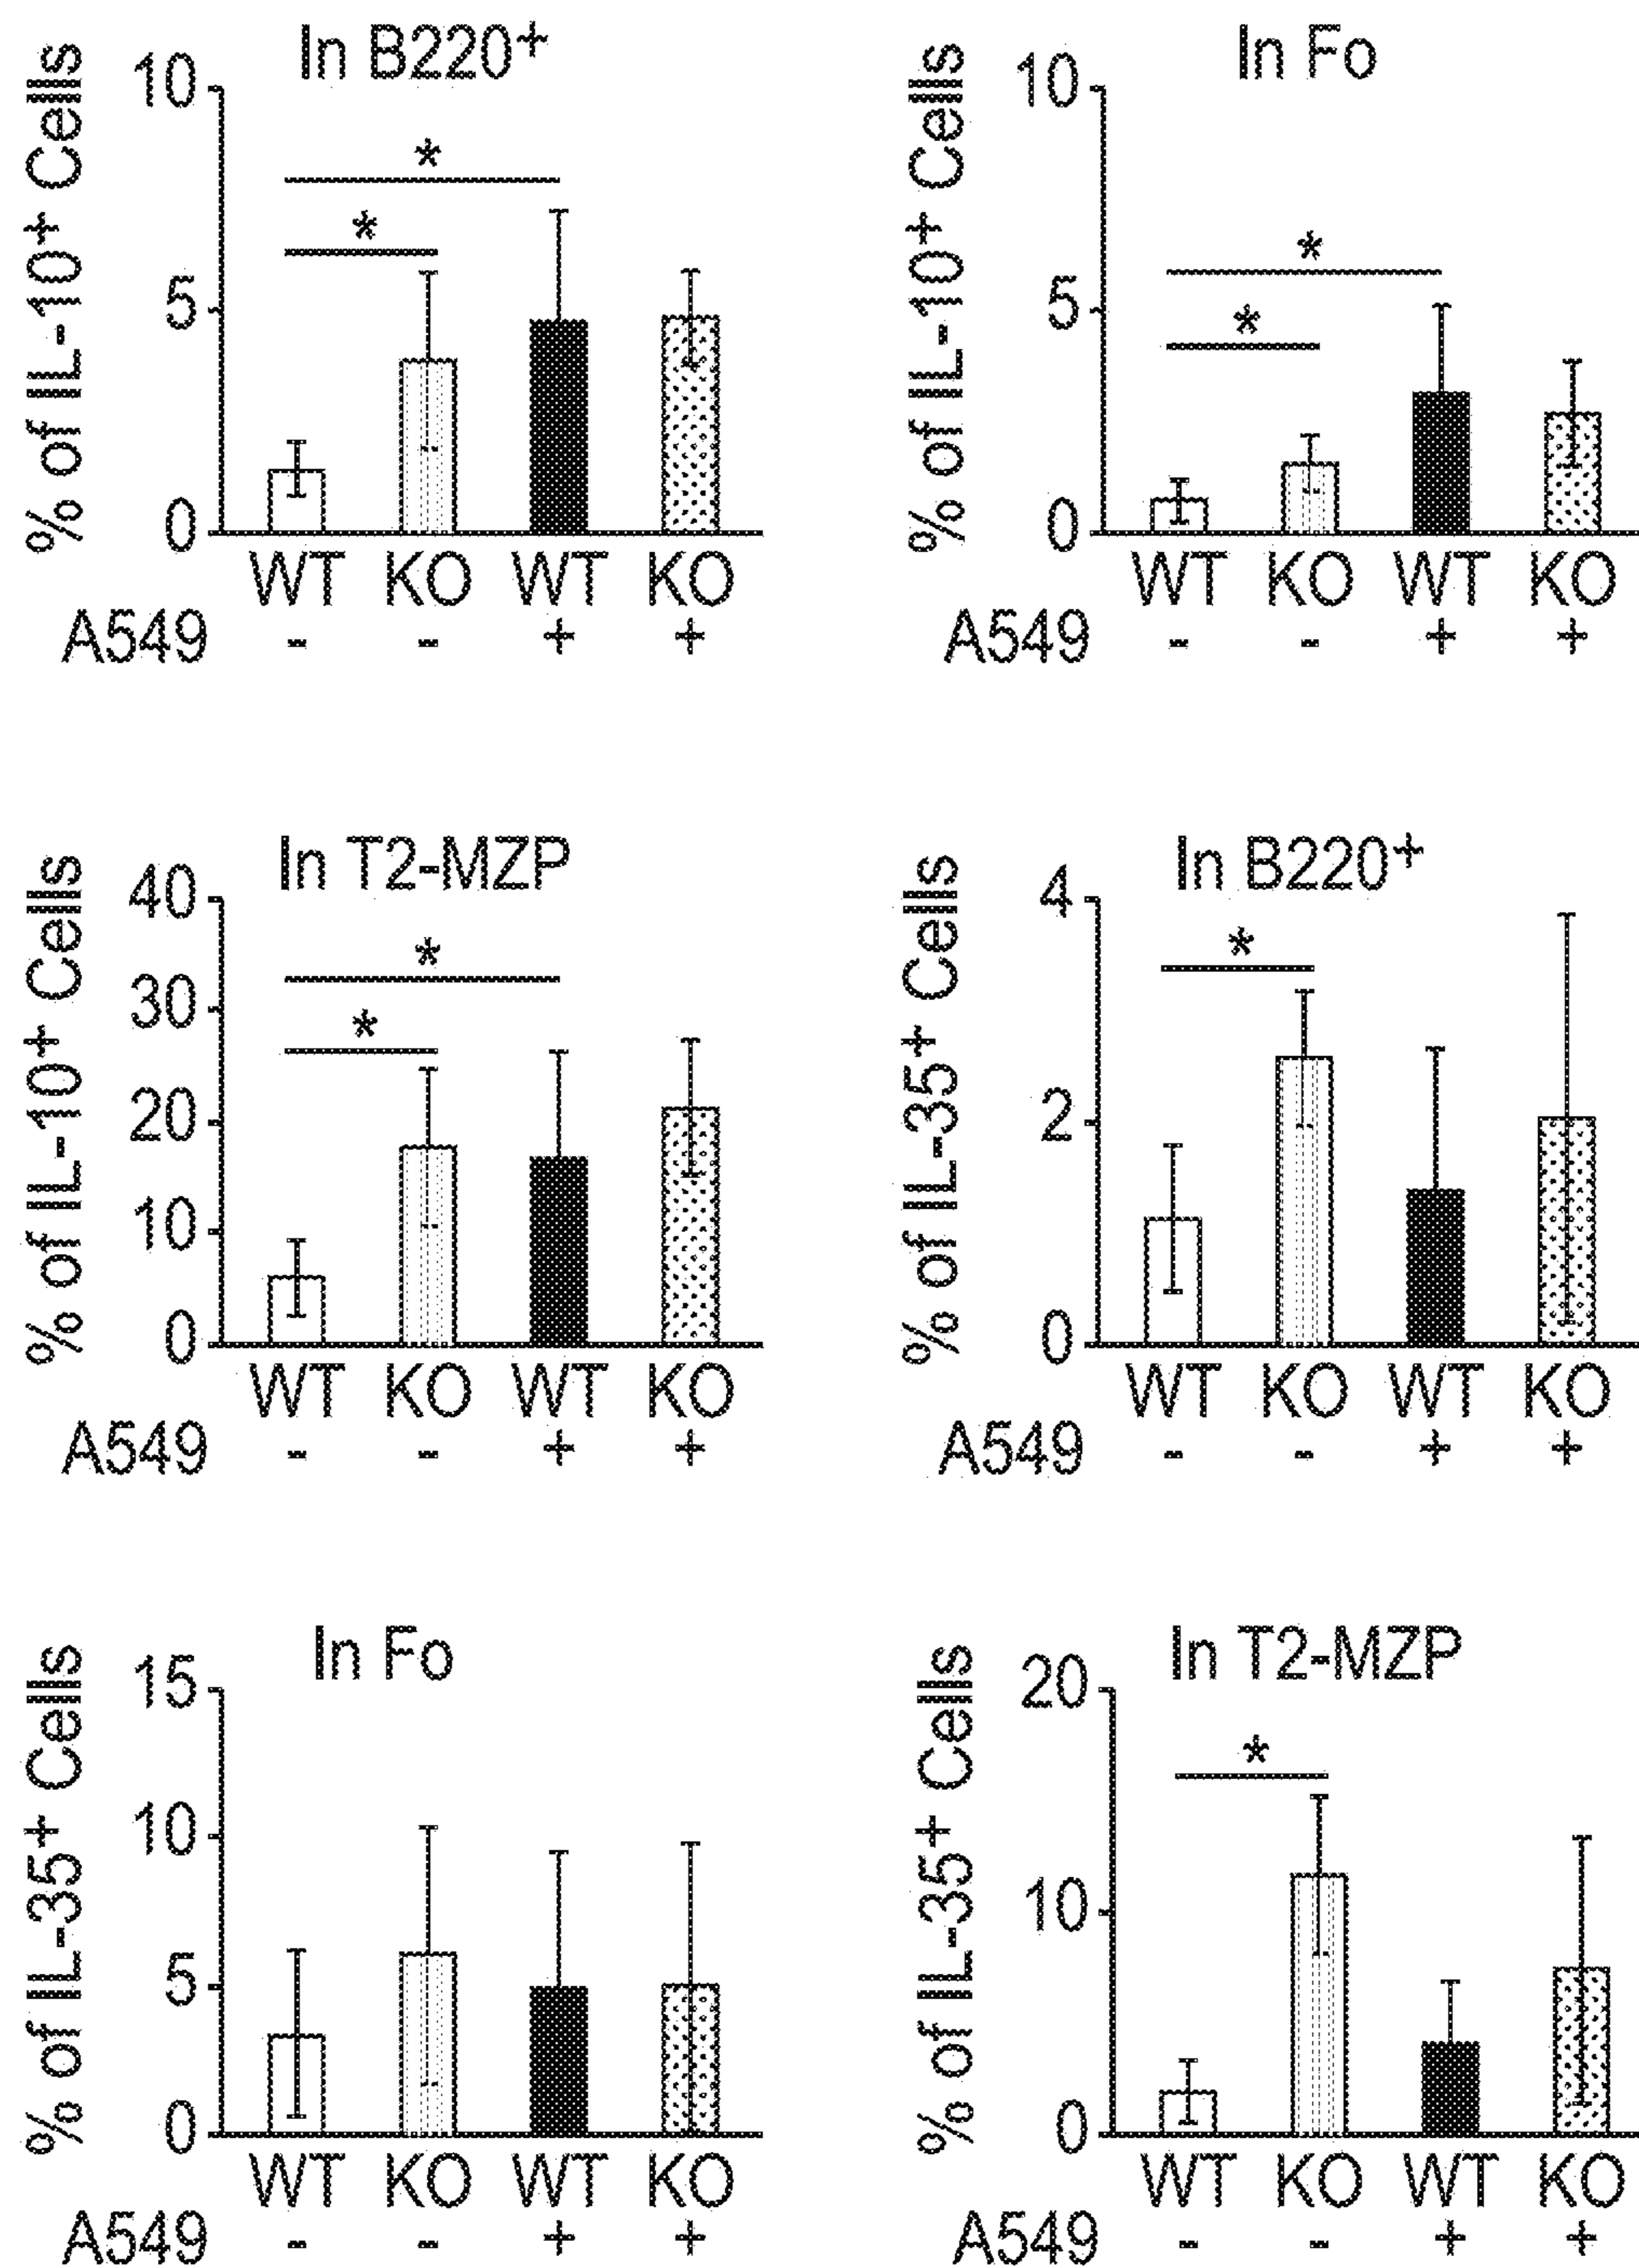 In B220+
% of IL-10+ Cells
10
5
0
*
*
WT KO WT KO
A549 - - + +
In Fo
% of IL-10+ Cells
10
5
0
*
*
WT KO WT KO
A549 - - + +
In T2-MZP
% of IL-10+ Cells
40
30
20
10
0
*
*
WT KO WT KO
A549 - - + +
In B220+
% of IL-35+ Cells
4
2
0
*
WT KO WT KO
A549 - - + +
In Fo
% of IL-35+ Cells
15
10
5
0
WT KO WT KO
A549 - - + +
In T2-MZP
% of IL-35+ Cells
20
10
0
*
WT KO WT KO
A549 - - + +